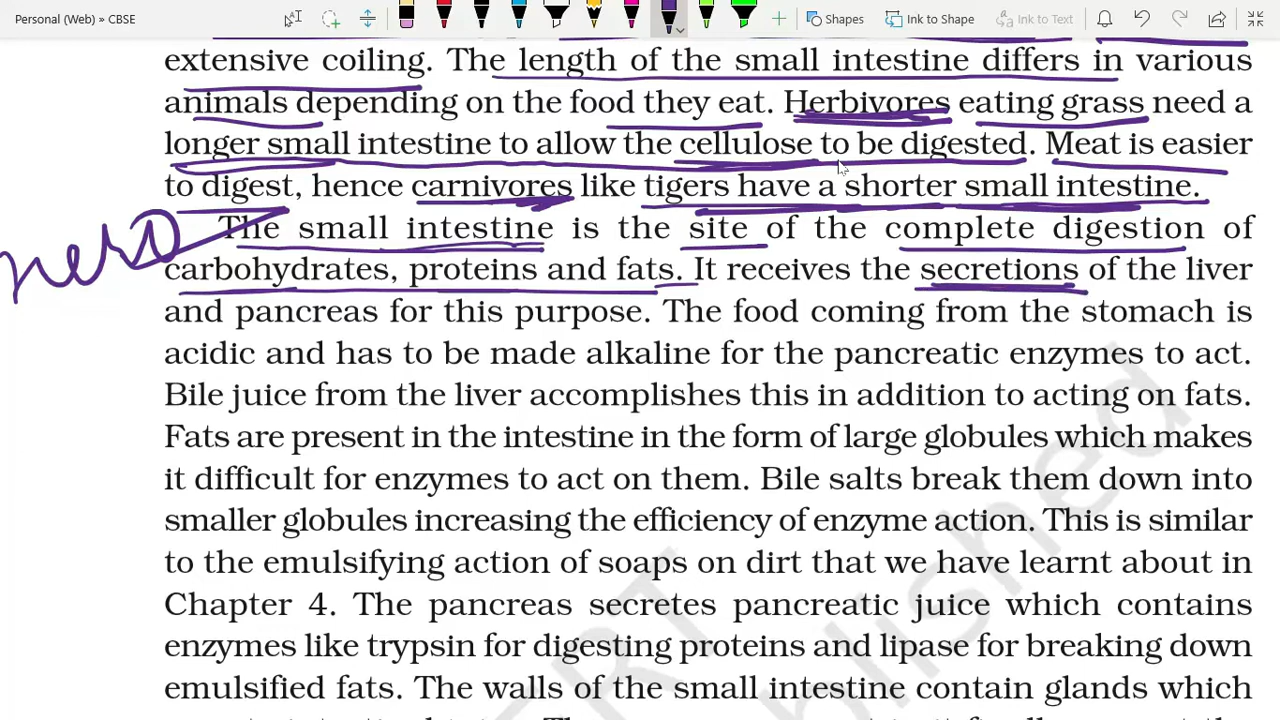 Personal (Web) » CBSE
Shapes
Ink to Shape
Ink to Text
extensive coiling. The length of the small intestine differs in various
animals depending on the food they eat. Herbivores eating grass need a
longer small intestine to allow the cellulose to be digested. Meat is easier
to digest, hence carnivores like tigers have a shorter small intestine.
The small intestine is the site of the complete digestion of
carbohydrates, proteins and fats. It receives the secretions of the liver
and pancreas for this purpose. The food coming from the stomach is
acidic and has to be made alkaline for the pancreatic enzymes to act.
Bile juice from the liver accomplishes this in addition to acting on fats.
Fats are present in the intestine in the form of large globules which makes
it difficult for enzymes to act on them. Bile salts break them down into
smaller globules increasing the efficiency of enzyme action. This is similar
to the emulsifying action of soaps on dirt that we have learnt about in
Chapter 4. The pancreas secretes pancreatic juice which contains
enzymes like trypsin for digesting proteins and lipase for breaking down
emulsified fats. The walls of the small intestine contain glands which